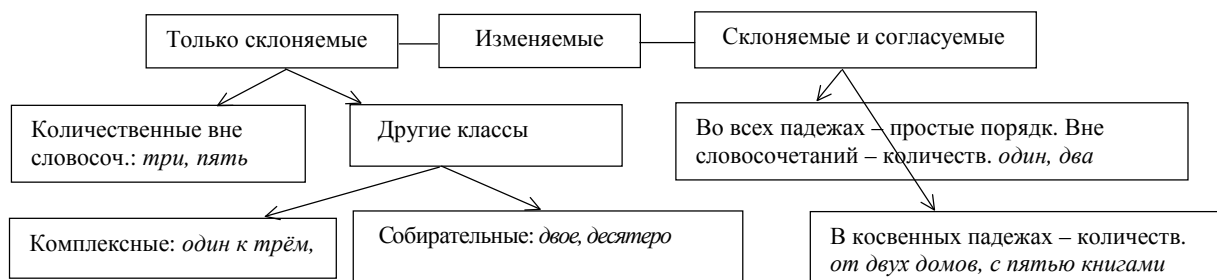 Только склоняемые
Изменяемые
Склоняемые и согласуемые
Количественные вне
словосоч.: три, пять
Другие классы
Во всех падежах – простые порядк. Вне
словосочетаний – количеств. один, два
Комплексные: один к трём,
Собирательные: двое, десятеро
В косвенных падежах – количеств.
от двух домов, с пятью книгами